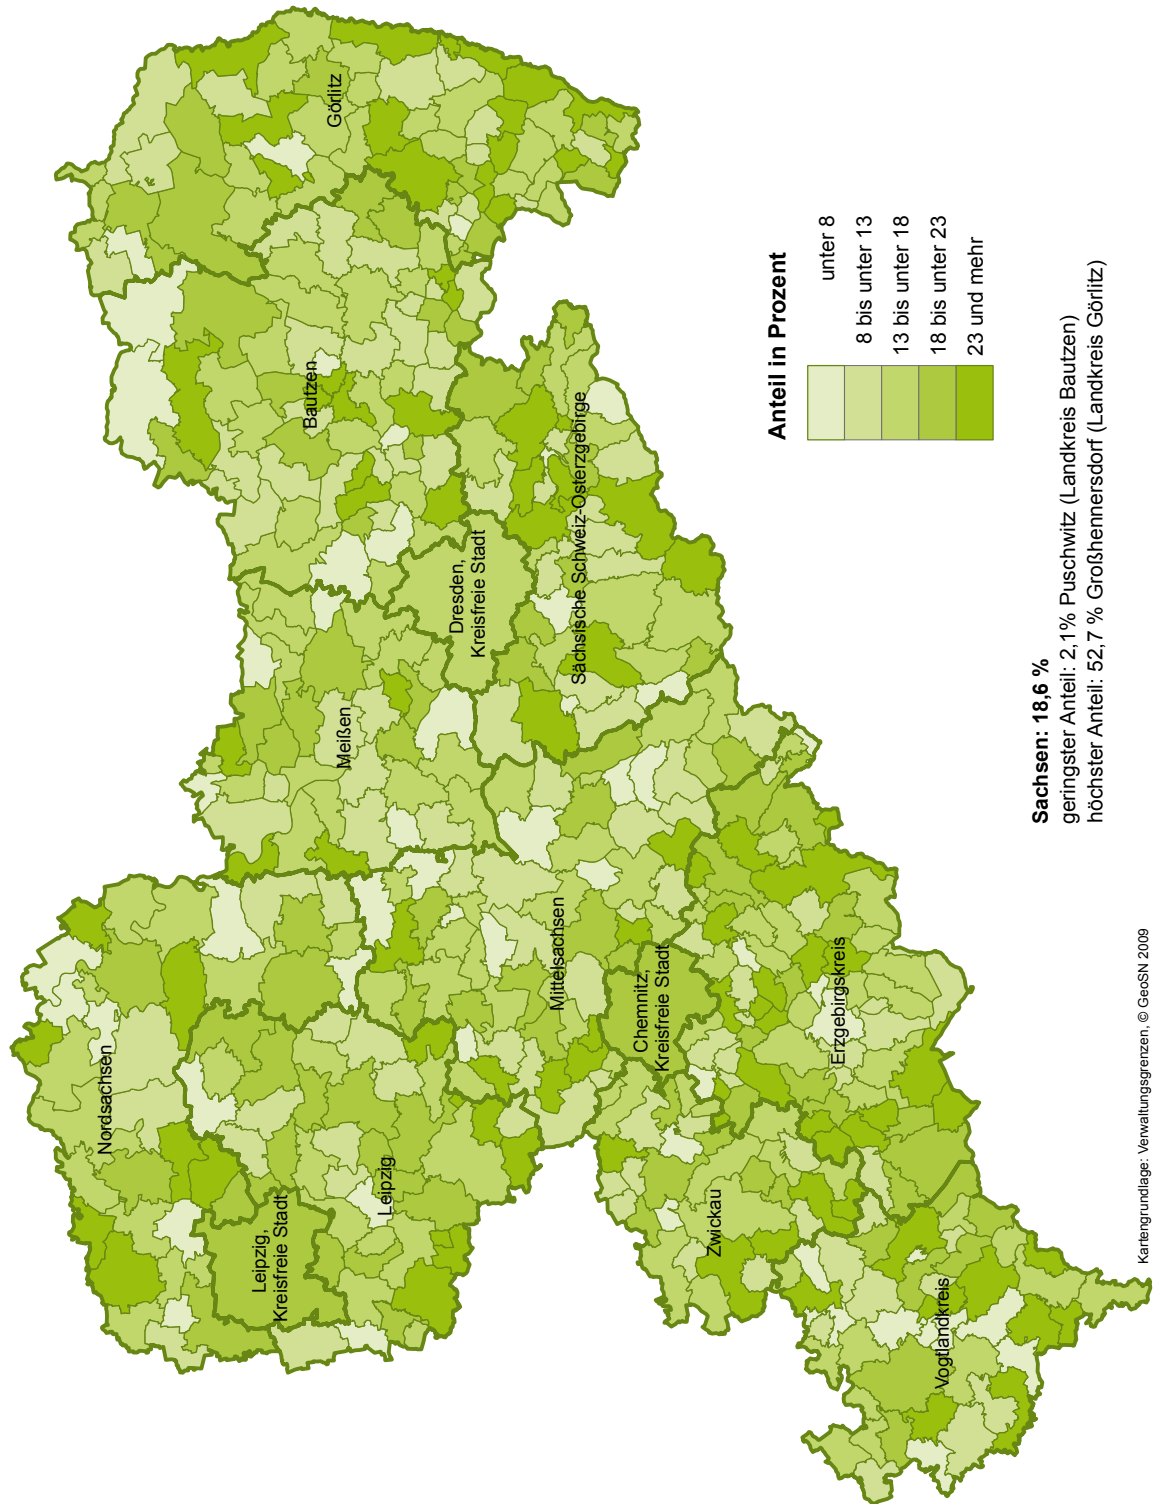 Nordsachsen
Leipzig,
Kreisfreie Stadt
Leipzig
Meißen
Bautzen
Görlitz
Dresden,
Kreisfreie Stadt
Sächsische Schweiz-Osterzgebirge
Mittelsachsen
Chemnitz,
Kreisfreie Stadt
Zwickau
Erzgebirgskreis
Vogtlandkreis
Anteil in Prozent
unter 8
8 bis unter 13
13 bis unter 18
18 bis unter 23
23 und mehr
Sachsen: 18,6 %
geringster Anteil: 2,1% Puschwitz (Landkreis Bautzen)
höchster Anteil: 52,7 % Großhennersdorf (Landkreis Görlitz)
Kartengrundlage: Verwaltungsgrenzen, © GeoSN 2009